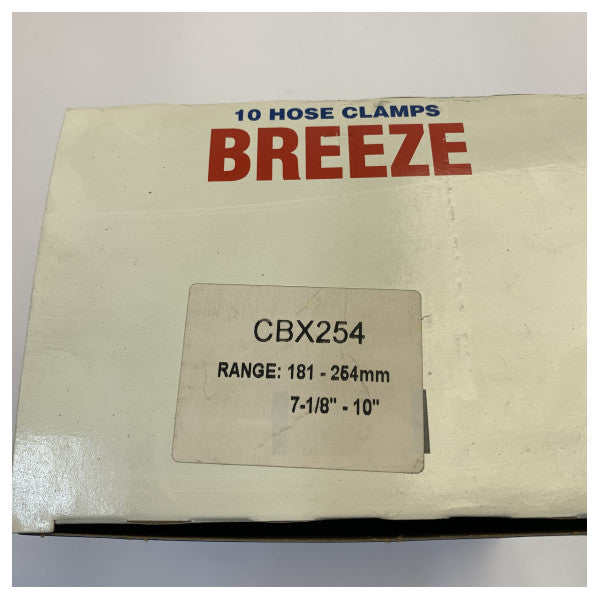 10 HOSE CLAMPS
BREEZE
CBX254
RANGE: 181 - 254mm
7-1/8" - 10"